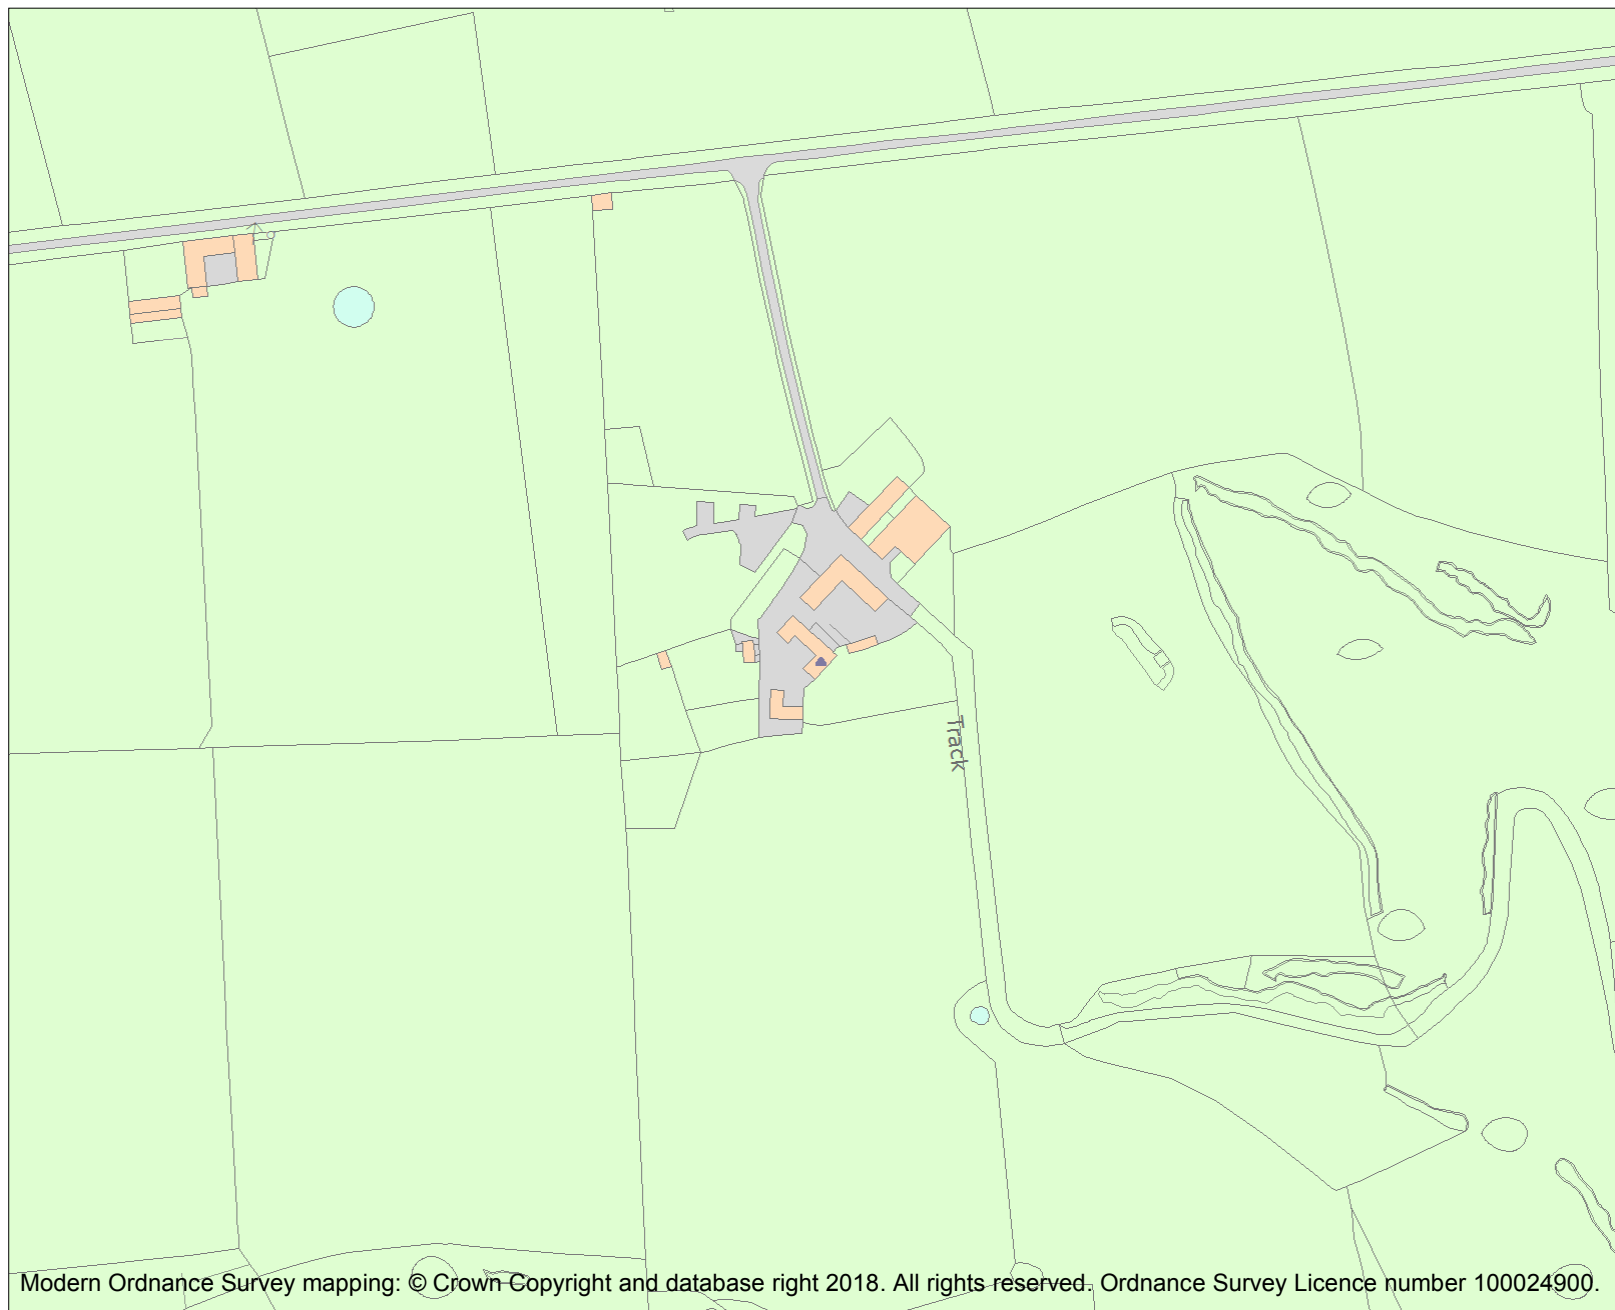 Track
Modern Ordnance Survey mapping: © Crown Copyright and database right 2018. All rights reserved. Ordnance Survey Licence number 100024900.